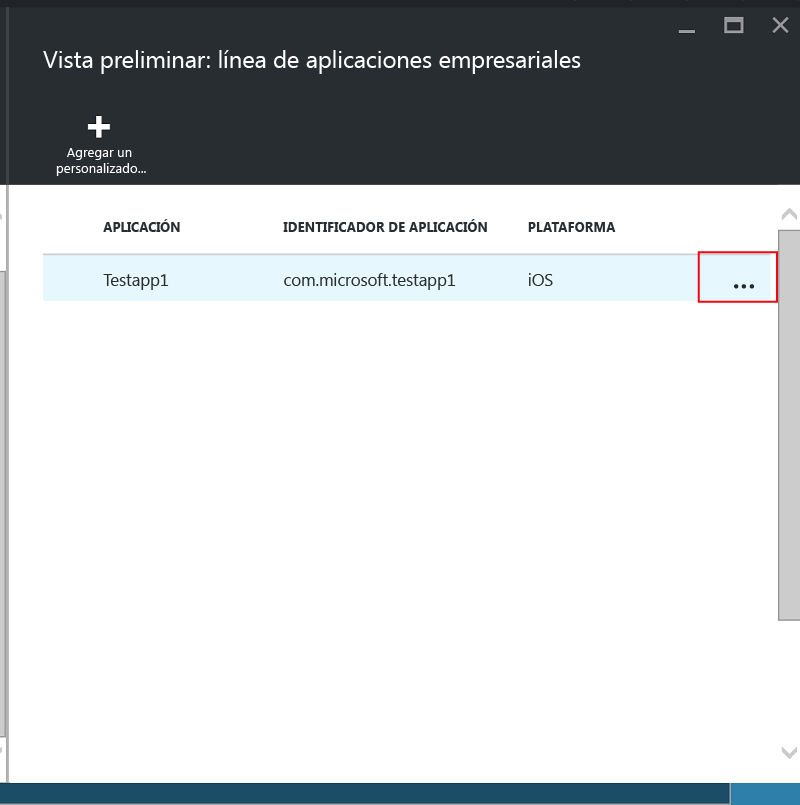 Vista preliminar: línea de aplicaciones empresariales
Agregar un
personalizado...
APLICACIÓN IDENTIFICADOR DE APLICACIÓN PLATAFORMA
Testapp1 com.microsoft.testapp1 iOS ...